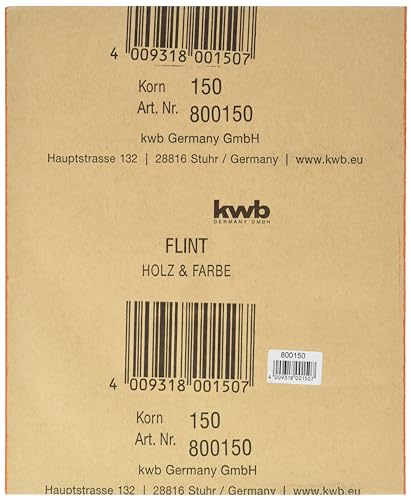 4 009318 001507
Korn 150
Art. Nr. 800150
kwb Germany GmbH
Hauptstrasse 132 | 28816 Stuhr / Germany | www.kwb.eu
kwb
GERMANY GMBH
FLINT
HOLZ & FARBE
800150
4 009318 001507
4 009318 001507
Korn 150
Art. Nr. 800150
kwb Germany GmbH
Hauptstrasse 132 | 28816 Stuhr / Germany | www.kwb.eu